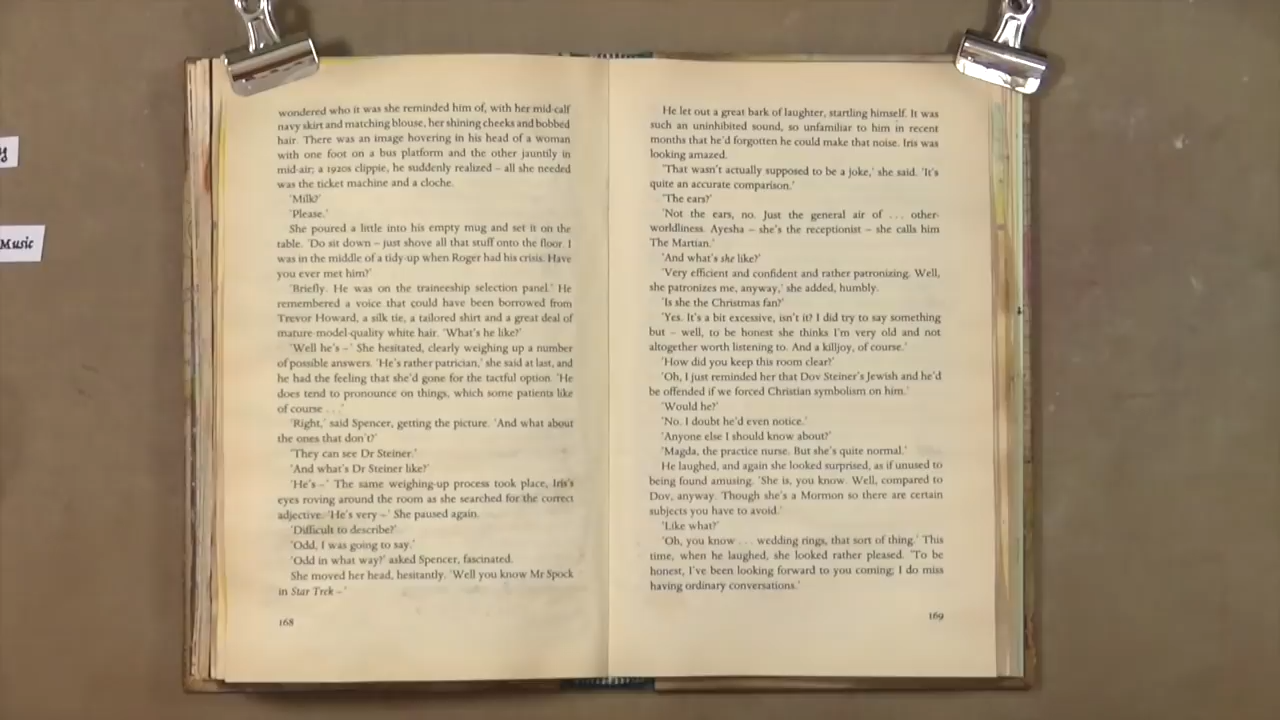 y
Music
wondered who it was she reminded him of, with her mid-calf
navy skirt and matching blouse, her shining cheeks and bobbed
hair. There was an image hovering in his head of a woman
with one foot on a bus platform and the other jauntily in
mid-air; a 1920s clippie, he suddenly realized – all she needed
was the ticket machine and a cloche.
'Milk?'
'Please.'
She poured a little into his empty mug and set it on the
table. 'Do sit down – just shove all that stuff onto the floor. I
was in the middle of a tidy-up when Roger had his crisis. Have
you ever met him?'
'Briefly. He was on the traineeship selection panel.' He
remembered a voice that could have been borrowed from
Trevor Howard, a silk tie, a tailored shirt and a great deal of
mature-model-quality white hair. 'What's he like?'
'Well he's –' She hesitated, clearly weighing up a number
of possible answers. 'He's rather patrician,' she said at last, and
he had the feeling that she'd gone for the tactful option. 'He
does tend to pronounce on things, which some patients like
of course . . .'
'Right,' said Spencer, getting the picture. 'And what about
the ones that don't?'
'They can see Dr Steiner.'
'And what's Dr Steiner like?'
'He's –' The same weighing-up process took place, Iris's
eyes roving around the room as she searched for the correct
adjective. 'He's very –' She paused again.
'Difficult to describe?'
'Odd, I was going to say.'
'Odd in what way?' asked Spencer, fascinated.
She moved her head, hesitantly. 'Well you know Mr Spock
in Star Trek –'
168
He let out a great bark of laughter, startling himself. It was
such an uninhibited sound, so unfamiliar to him in recent
months that he'd forgotten he could make that noise. Iris was
looking amazed.
'That wasn't actually supposed to be a joke,' she said. 'It's
quite an accurate comparison.'
'The ears?'
'Not the ears, no. Just the general air of . . . other-
worldliness. Ayesha – she's the receptionist – she calls him
The Martian.'
'And what's she like?'
'Very efficient and confident and rather patronizing. Well,
she patronizes me, anyway,' she added, humbly.
'Is she the Christmas fan?'
'Yes. It's a bit excessive, isn't it? I did try to say something
but – well, to be honest she thinks I'm very old and not
altogether worth listening to. And a killjoy, of course.'
'How did you keep this room clear?'
'Oh, I just reminded her that Dov Steiner's Jewish and he'd
be offended if we forced Christian symbolism on him.'
'Would he?'
'No. I doubt he'd even notice.'
'Anyone else I should know about?'
'Magda, the practice nurse. But she's quite normal.'
He laughed, and again she looked surprised, as if unused to
being found amusing. 'She is, you know. Well, compared to
Dov, anyway. Though she's a Mormon so there are certain
subjects you have to avoid.'
'Like what?'
'Oh, you know . . . wedding rings, that sort of thing.' This
time, when he laughed, she looked rather pleased. 'To be
honest, I've been looking forward to you coming; I do miss
having ordinary conversations.'
169